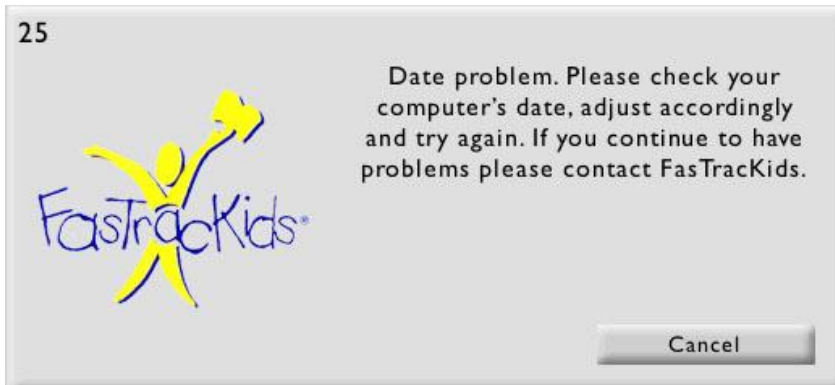 25
Date problem. Please check your
computer's date, adjust accordingly
and try again. If you continue to have
problems please contact FasTracKids.
FasTracKids®
Cancel